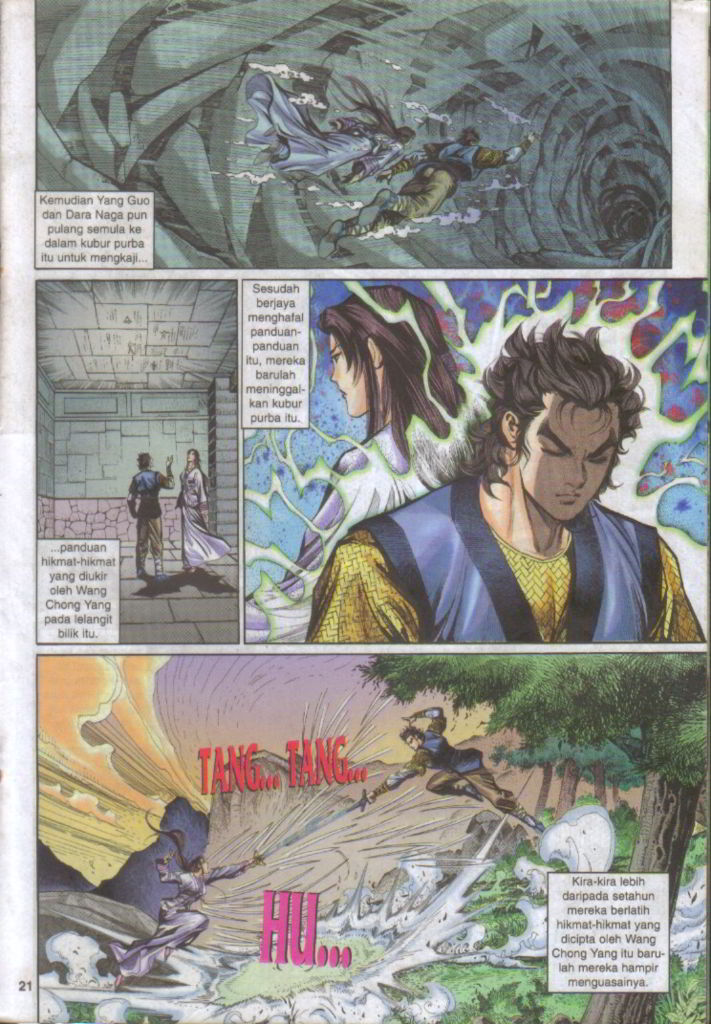 Kemudian Yang Guo
dan Dara Naga pun
pulang semula ke
dalam kubur purba
itu untuk mengkaji...
...panduan
hikmat-hikmat
yang diukir
oleh Wang
Chong Yang
pada lelangit
bilik itu.
Sesudah
berjaya
menghafal
panduan-
panduan
itu, mereka
barulah
meninggal-
kan kubur
purba itu.
TANG... TANG...
HU...
Kira-kira lebih
daripada setahun
mereka berlatih
hikmat-hikmat yang
dicipta oleh Wang
Chong Yang itu baru-
lah mereka hampir
menguasainya.
21